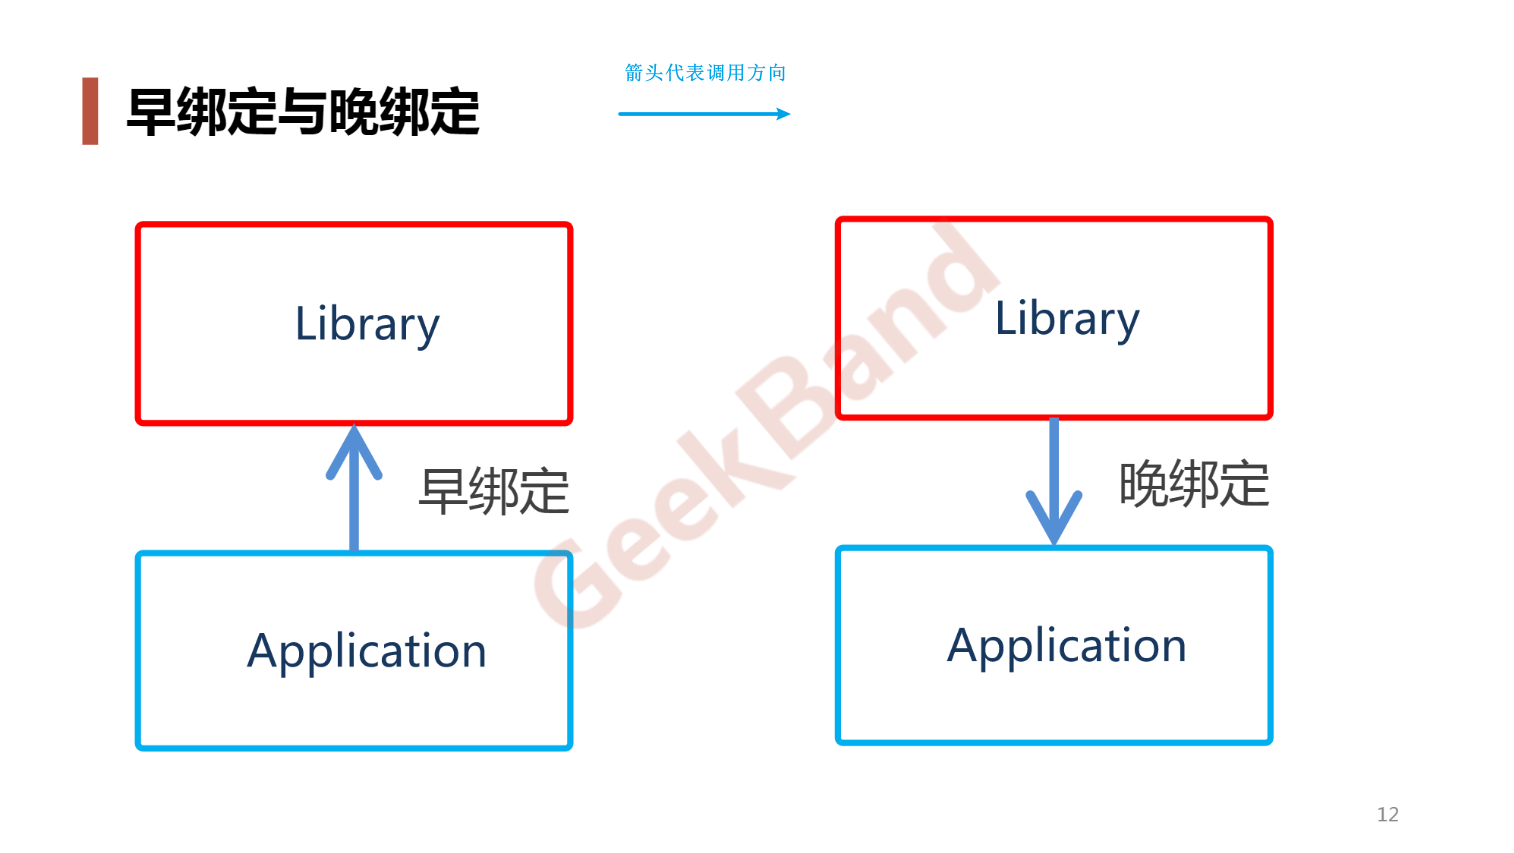 早绑定与晚绑定
箭头代表调用方向
Library
早绑定
Application
Library
晚绑定
Application
GeekBand
12